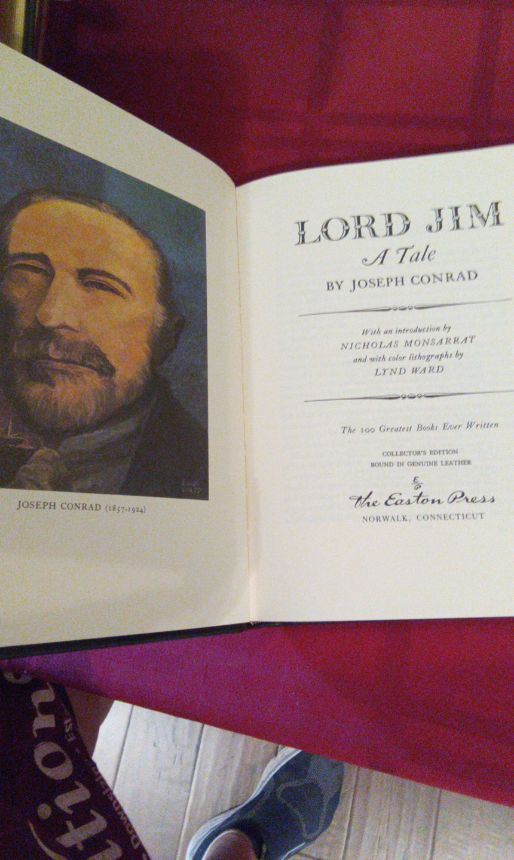 JOSEPH CONRAD (1857-1924)
LORD JIM
A Tale
BY JOSEPH CONRAD
With an introduction by
NICHOLAS MONSARRAT
and with color lithographs by
LYND WARD
The 100 Greatest Books Ever Written
COLLECTOR'S EDITION
BOUND IN GENUINE LEATHER
E
P
The Easton Press
NORWALK, CONNECTICUT